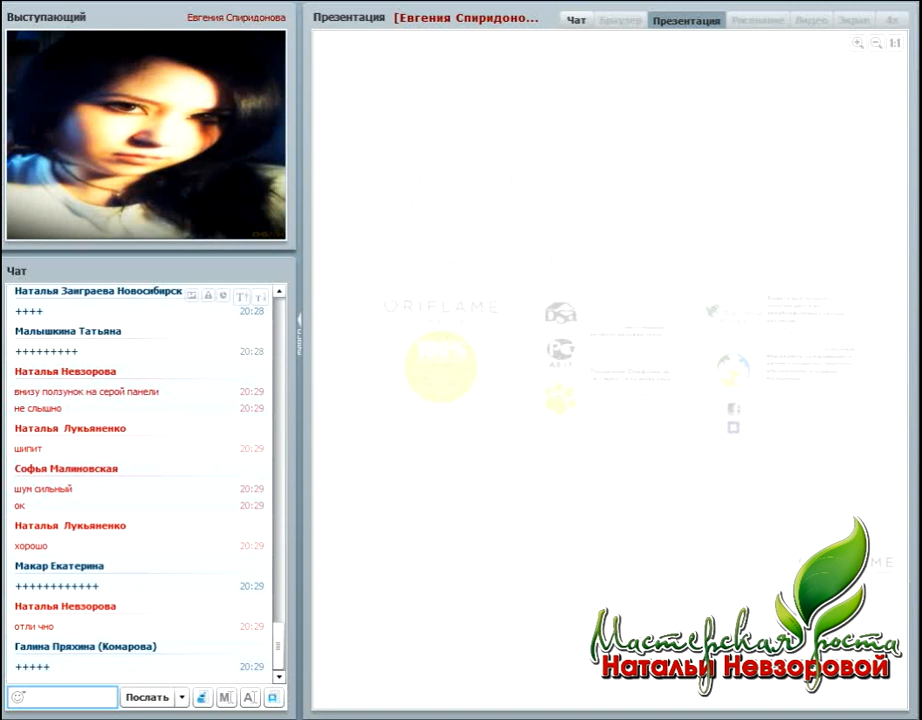 Выступающий
Евгения Спиридонова
Чат
Наталья Заиграева Новосибирск
++++ 20:28
Малышкина Татьяна
+++++++++ 20:28
Наталья Невзорова
внизу ползунок на серой панели 20:29
не слышно 20:29
Наталья Лукьяненко
шипит 20:29
Софья Малиновская
шум сильный 20:29
ок 20:29
Наталья Лукьяненко
хорошо 20:29
Макар Екатерина
++++++++++++ 20:29
Наталья Невзорова
отли чно 20:29
Галина Пряхина (Комарова)
+++++ 20:29
Послать
Презентация [Евгения Спиридоно...
Чат Браузер Презентация Рисование Видео Экран 4x
1:1
ORIFLAME
Мастерская роста
Натальи Невзоровой